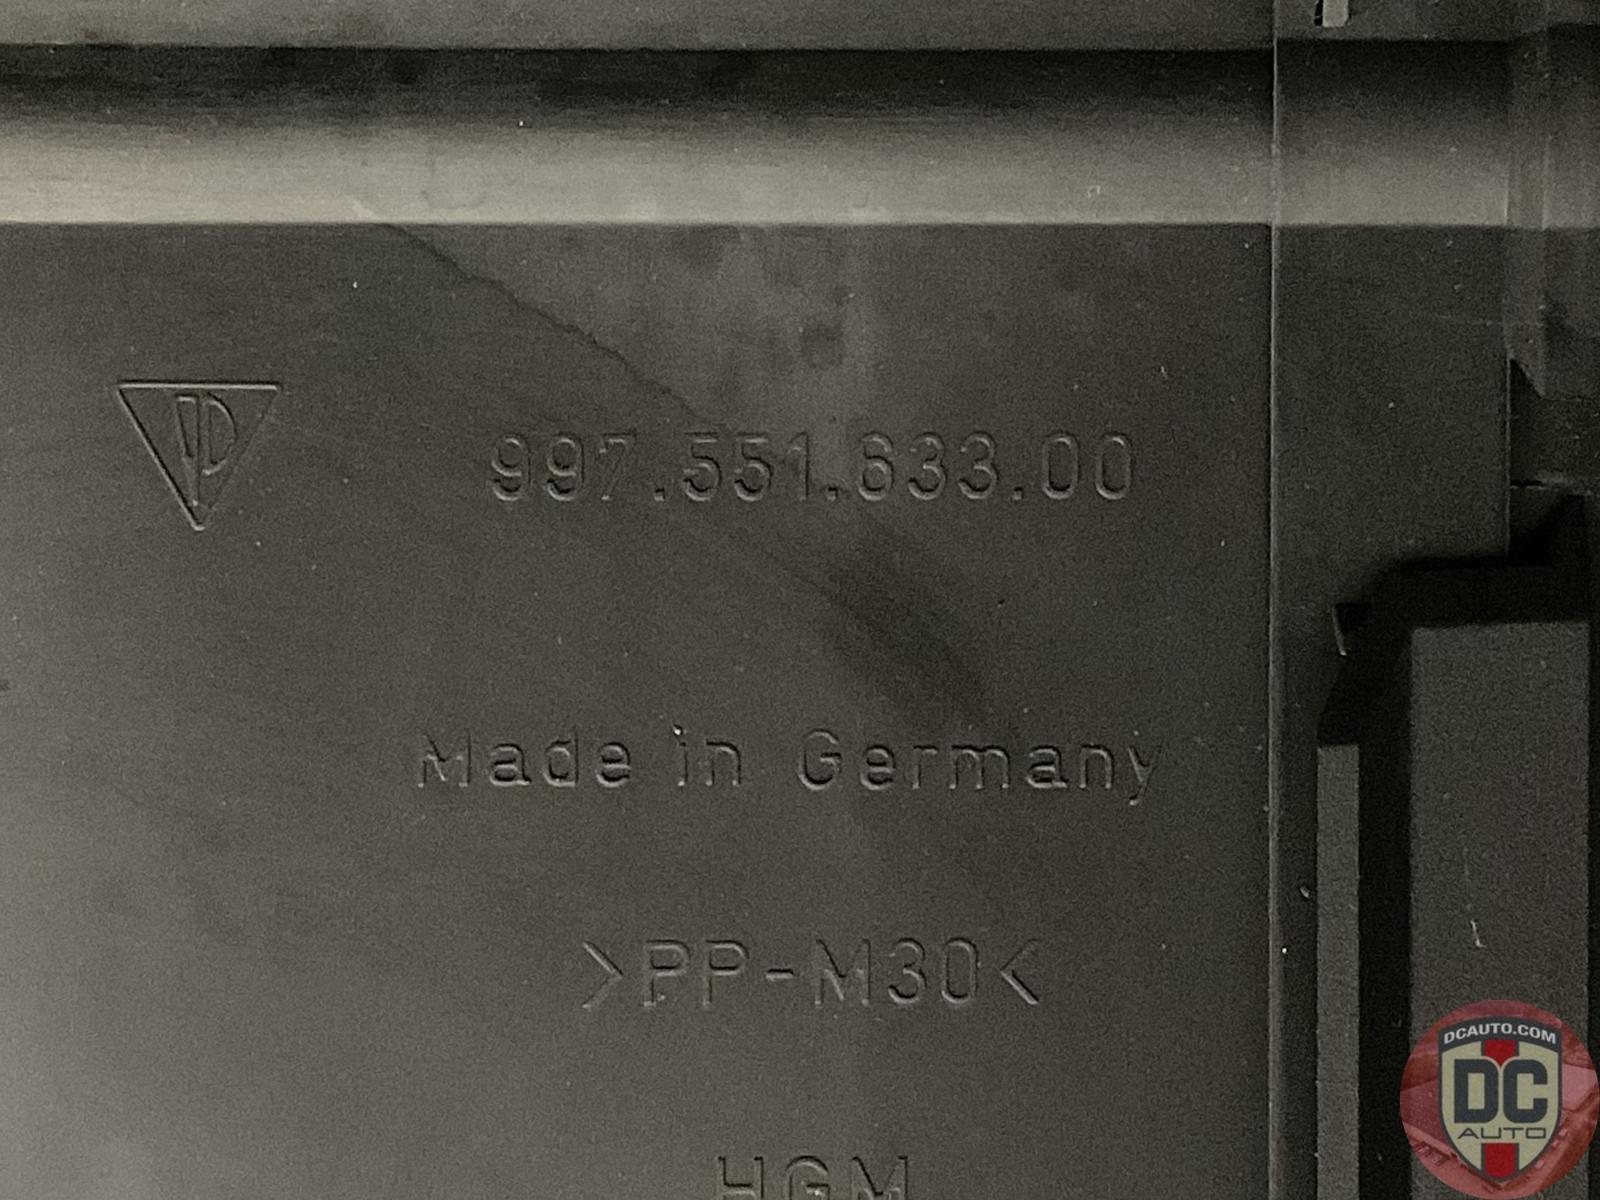 997.551.633.00
Made in Germany
>PP-M30<
HGM
DCAUTO.COM
DC
AUTO